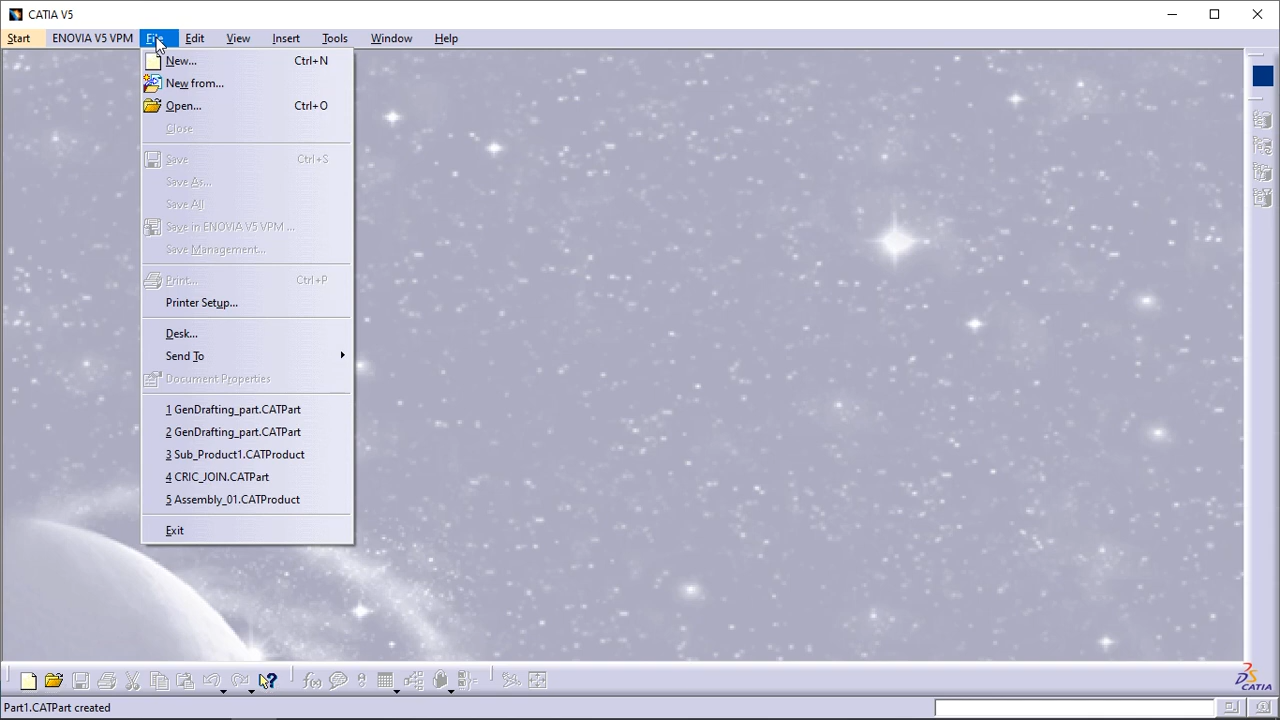 CATIA V5
Start ENOVIA V5 VPM File Edit View Insert Tools Window Help
New... Ctrl+N
New from...
Open... Ctrl+O
Close
Save Ctrl+S
Save As...
Save All
Save in ENOVIA V5 VPM ...
Save Management...
Print... Ctrl+P
Printer Setup...
Desk...
Send To
Document Properties
1 GenDrafting_part.CATPart
2 GenDrafting_part.CATPart
3 Sub_Product1.CATProduct
4 CRIC_JOIN.CATPart
5 Assembly_01.CATProduct
Exit
CATIA
Part1.CATPart created